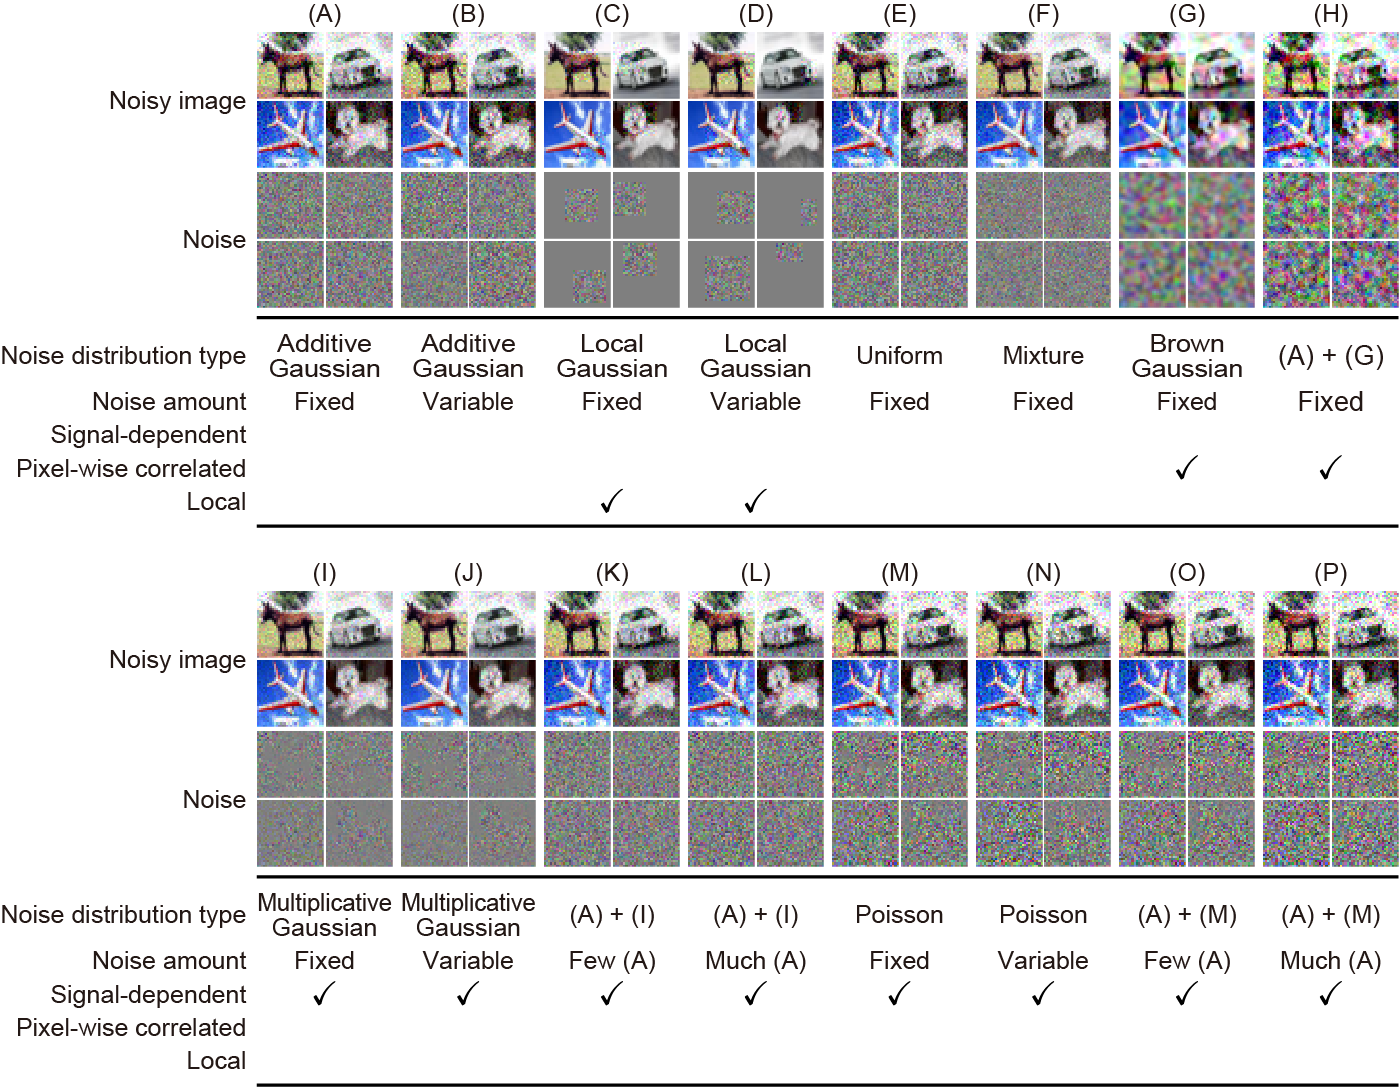 (A) (B) (C) (D) (E) (F) (G) (H)
Noisy image
Noise
Noise distribution type Additive Gaussian Additive Gaussian Local Gaussian Local Gaussian Uniform Mixture Brown Gaussian (A) + (G)
Noise amount Fixed Variable Fixed Variable Fixed Fixed Fixed Fixed
Signal-dependent
Pixel-wise correlated ✓ ✓
Local ✓ ✓
(I) (J) (K) (L) (M) (N) (O) (P)
Noisy image
Noise
Noise distribution type Multiplicative Gaussian Multiplicative Gaussian (A) + (I) (A) + (I) Poisson Poisson (A) + (M) (A) + (M)
Noise amount Fixed Variable Few (A) Much (A) Fixed Variable Few (A) Much (A)
Signal-dependent ✓ ✓ ✓ ✓ ✓ ✓ ✓ ✓
Pixel-wise correlated
Local